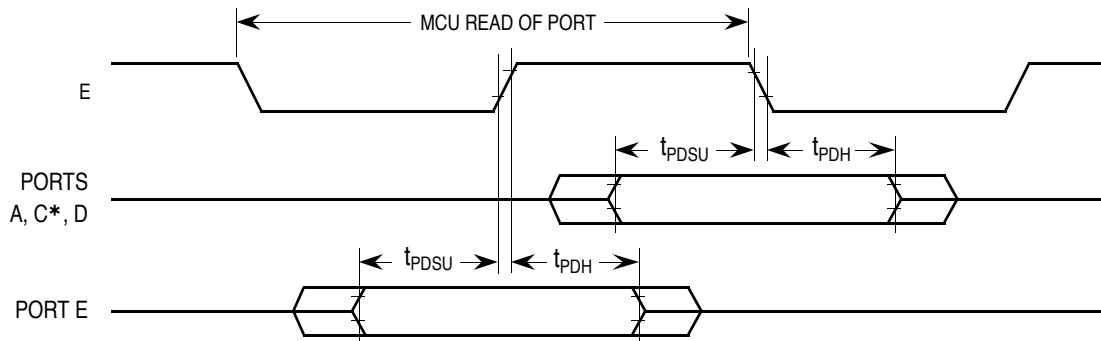 MCU READ OF PORT
E
tPDSU
tPDH
PORTS
A, C*, D
tPDSU
tPDH
PORT E